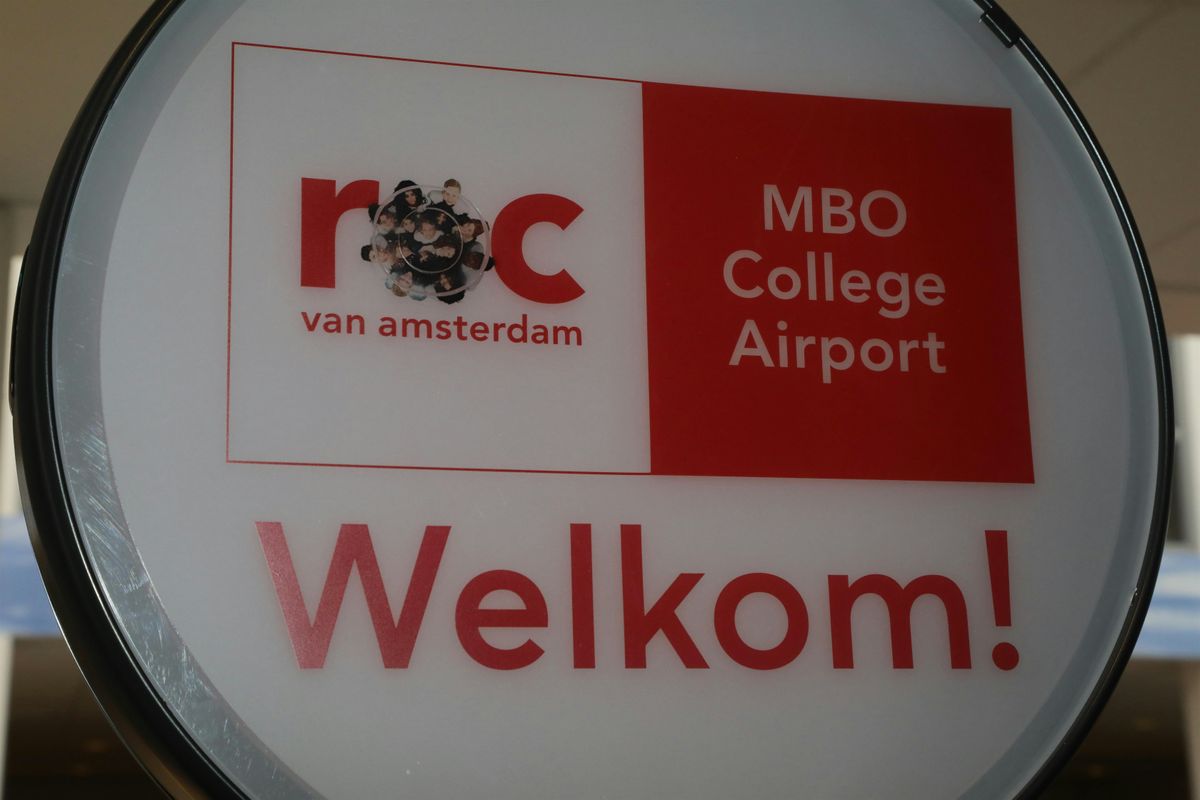 roc
van amsterdam
MBO
College
Airport
Welkom!